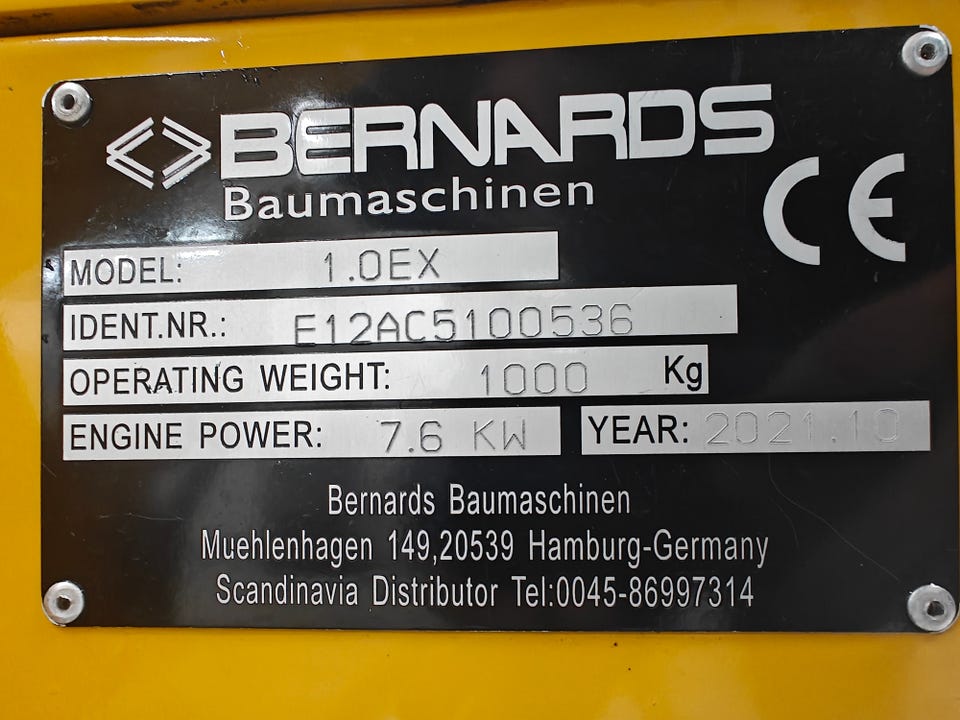 BERNARDS
Baumaschinen
CE
MODEL: 1.0EX
IDENT.NR.: E12AC5100536
OPERATING WEIGHT: 1000 Kg
ENGINE POWER: 7.6 KW YEAR: 2021.10
Bernards Baumaschinen
Muehlenhagen 149,20539 Hamburg-Germany
Scandinavia Distributor Tel:0045-86997314